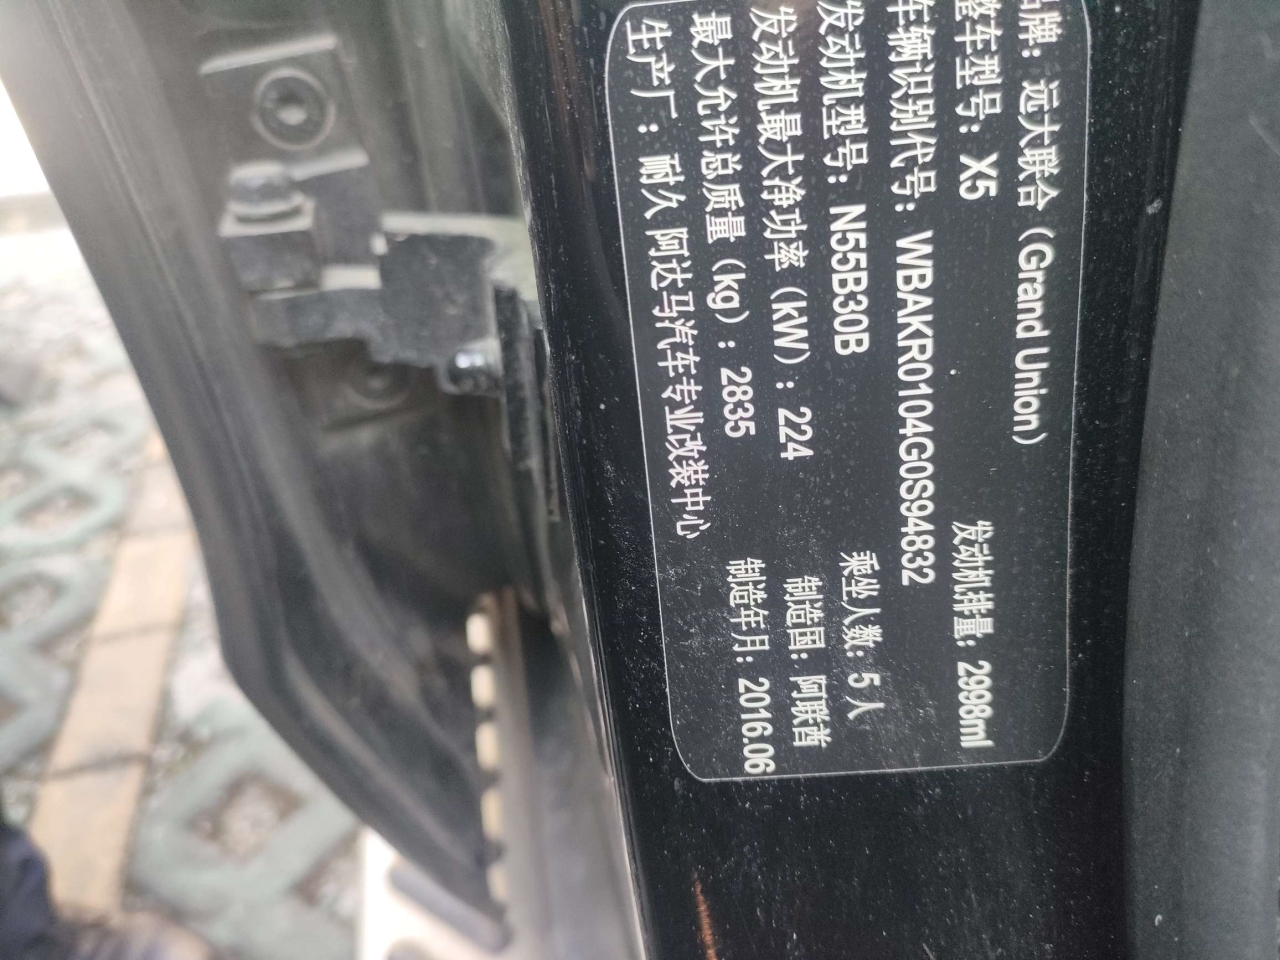 品牌：远大联合（Grand Union）
整车型号：X5 发动机排量：2998ml
车辆识别代号：WBAKR0104G0S94832
发动机型号：N55B30B 乘坐人数：5人
发动机最大净功率（kW）：224 制造国：阿联酋
最大允许总质量（kg）：2835 制造年月：2016.06
生产厂：耐久 阿达马汽车专业改装中心